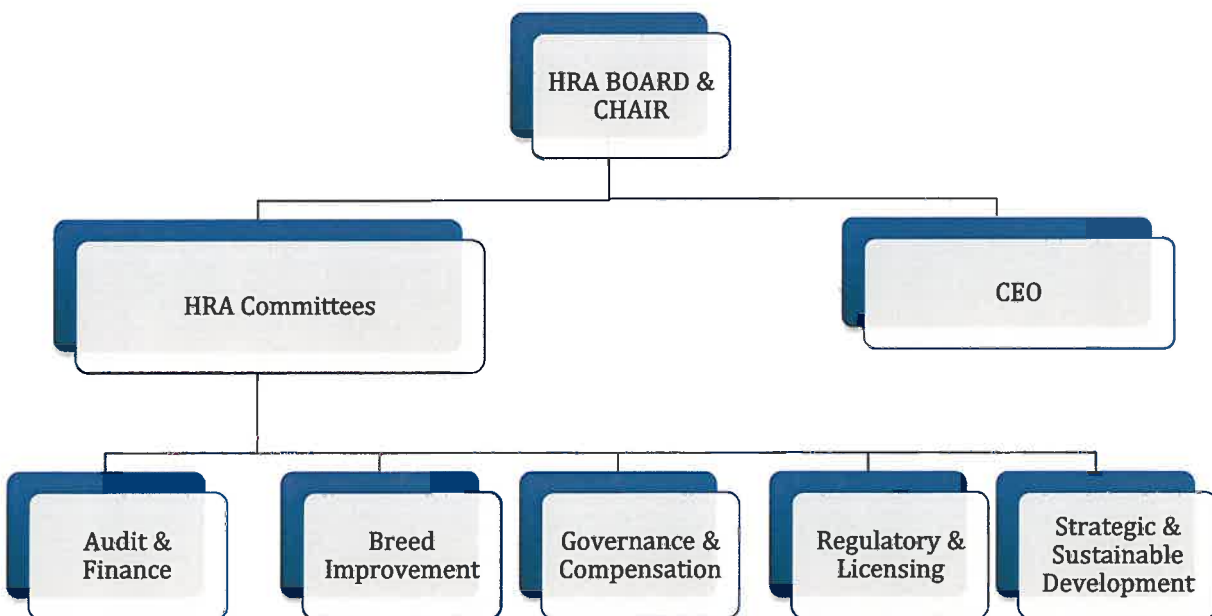 HRA BOARD &
CHAIR
HRA Committees
CEO
Audit &
Finance
Breed
Improvement
Governance &
Compensation
Regulatory &
Licensing
Strategic &
Sustainable
Development